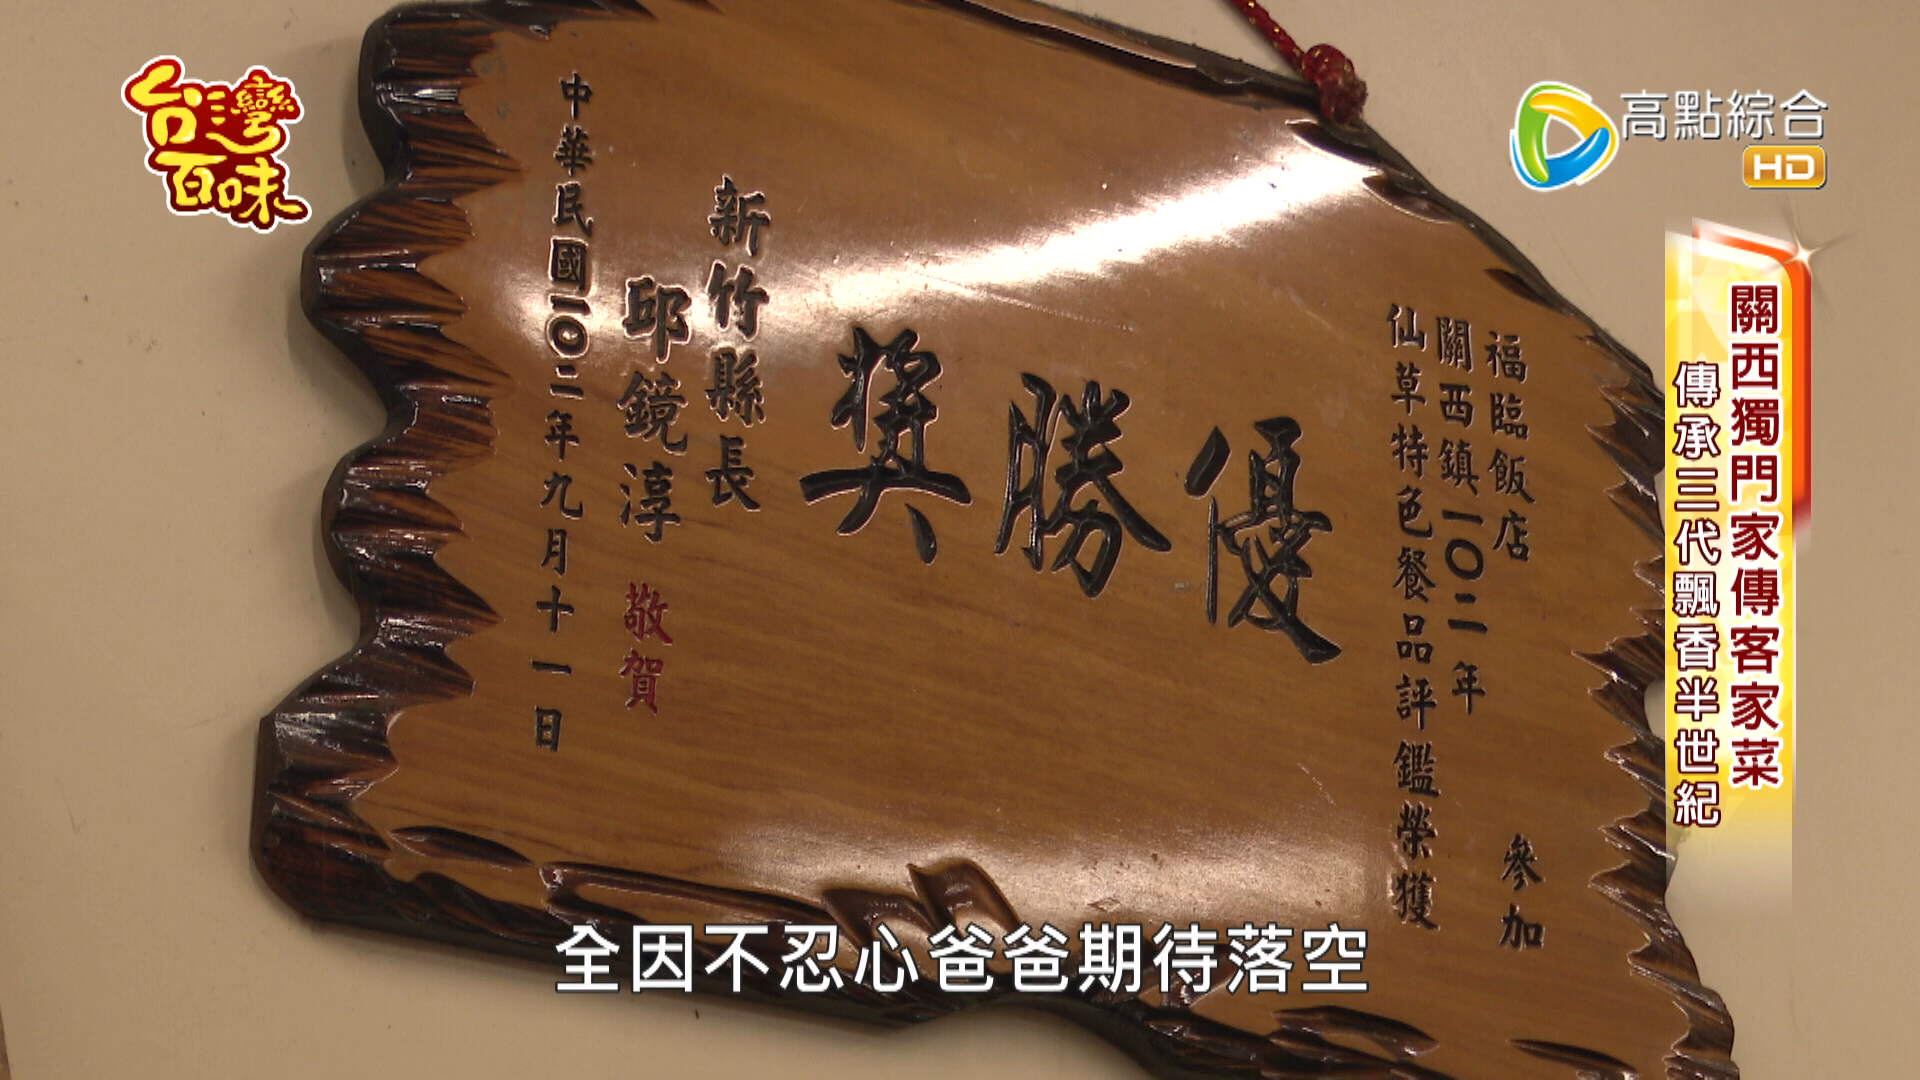 台灣
百味
高點綜合
HD
關西獨門家傳客家菜
傳承三代飄香半世紀
福臨飯店 參加
關西鎮一〇二年
仙草特色餐品評鑑榮獲
優勝獎
新竹縣長
邱鏡淳 敬賀
中華民國一〇二年九月十一日
全因不忍心爸爸期待落空